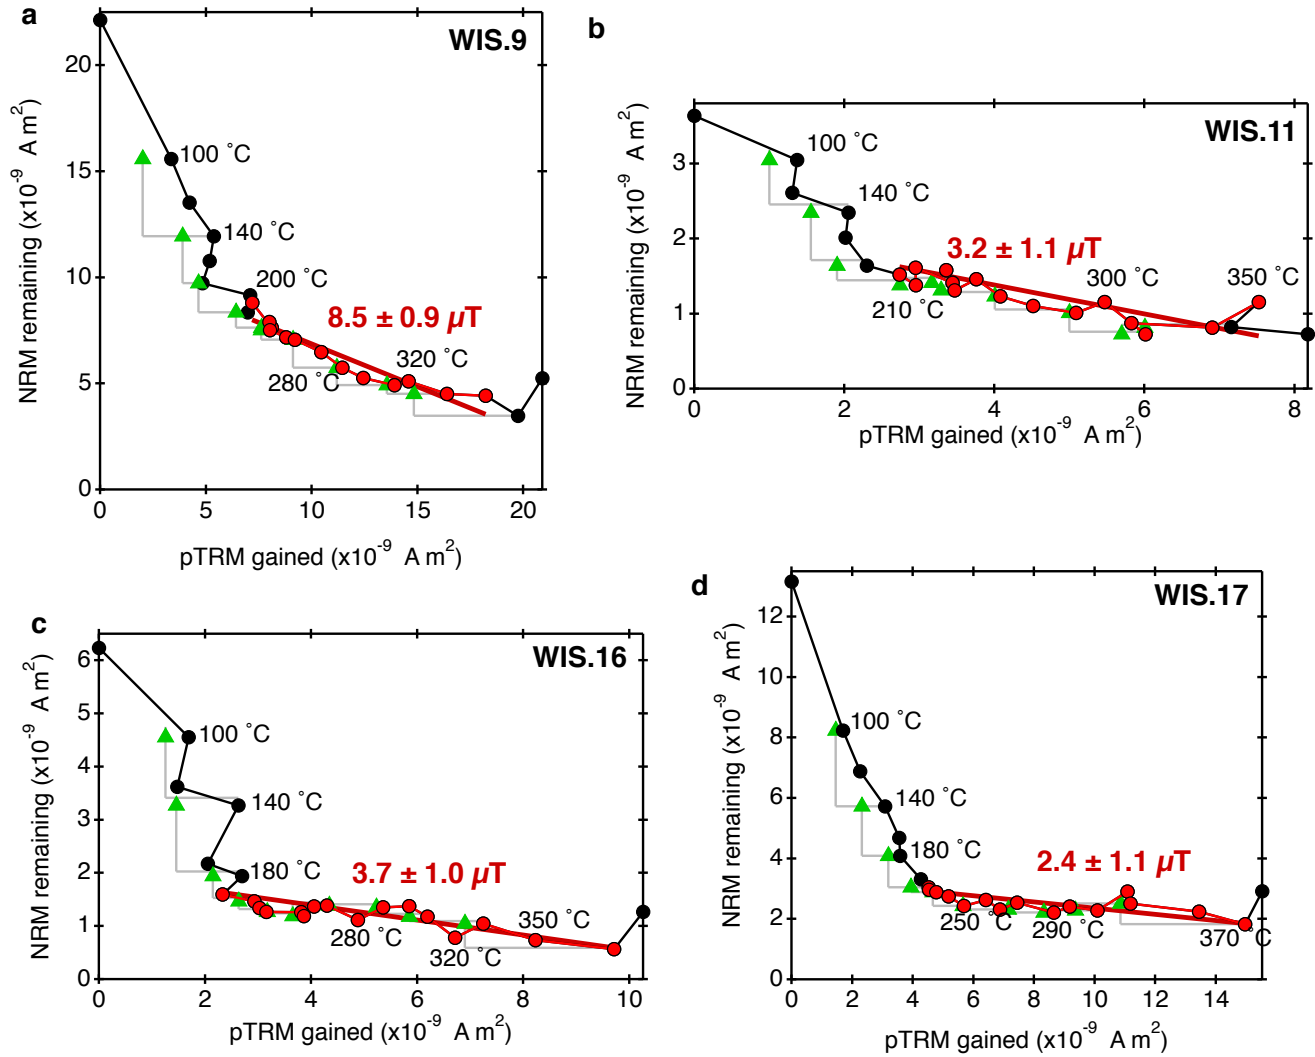 a
WIS.9
20
15
10
5
0
NRM remaining (x10-9 A m2)
100 ˚C
140 ˚C
200 ˚C
8.5 ± 0.9 µT
320 ˚C
280 ˚C
0 5 10 15 20
pTRM gained (x10-9 A m2)
b
WIS.11
3
2
1
0
NRM remaining (x10-9 A m2)
100 ˚C
140 ˚C
3.2 ± 1.1 µT
300 ˚C 350 ˚C
210 ˚C
0 2 4 6 8
pTRM gained (x10-9 A m2)
c
WIS.16
6
5
4
3
2
1
0
NRM remaining (x10-9 A m2)
100 ˚C
140 ˚C
180 ˚C
3.7 ± 1.0 µT
350 ˚C
280 ˚C
320 ˚C
0 2 4 6 8 10
pTRM gained (x10-9 A m2)
d
WIS.17
12
10
8
6
4
2
0
NRM remaining (x10-9 A m2)
100 ˚C
140 ˚C
180 ˚C
2.4 ± 1.1 µT
250 ˚C 290 ˚C 370 ˚C
0 2 4 6 8 10 12 14
pTRM gained (x10-9 A m2)